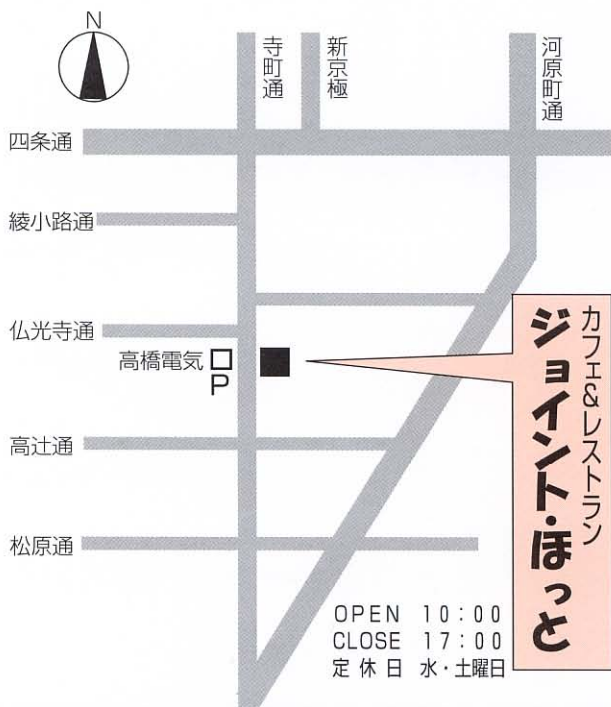 N
寺町通
新京極
河原町通
四条通
綾小路通
仏光寺通
高橋電気
P
高辻通
松原通
カフェ&レストラン
ジョイント・ほっと
OPEN 10:00
CLOSE 17:00
定休日 水・土曜日